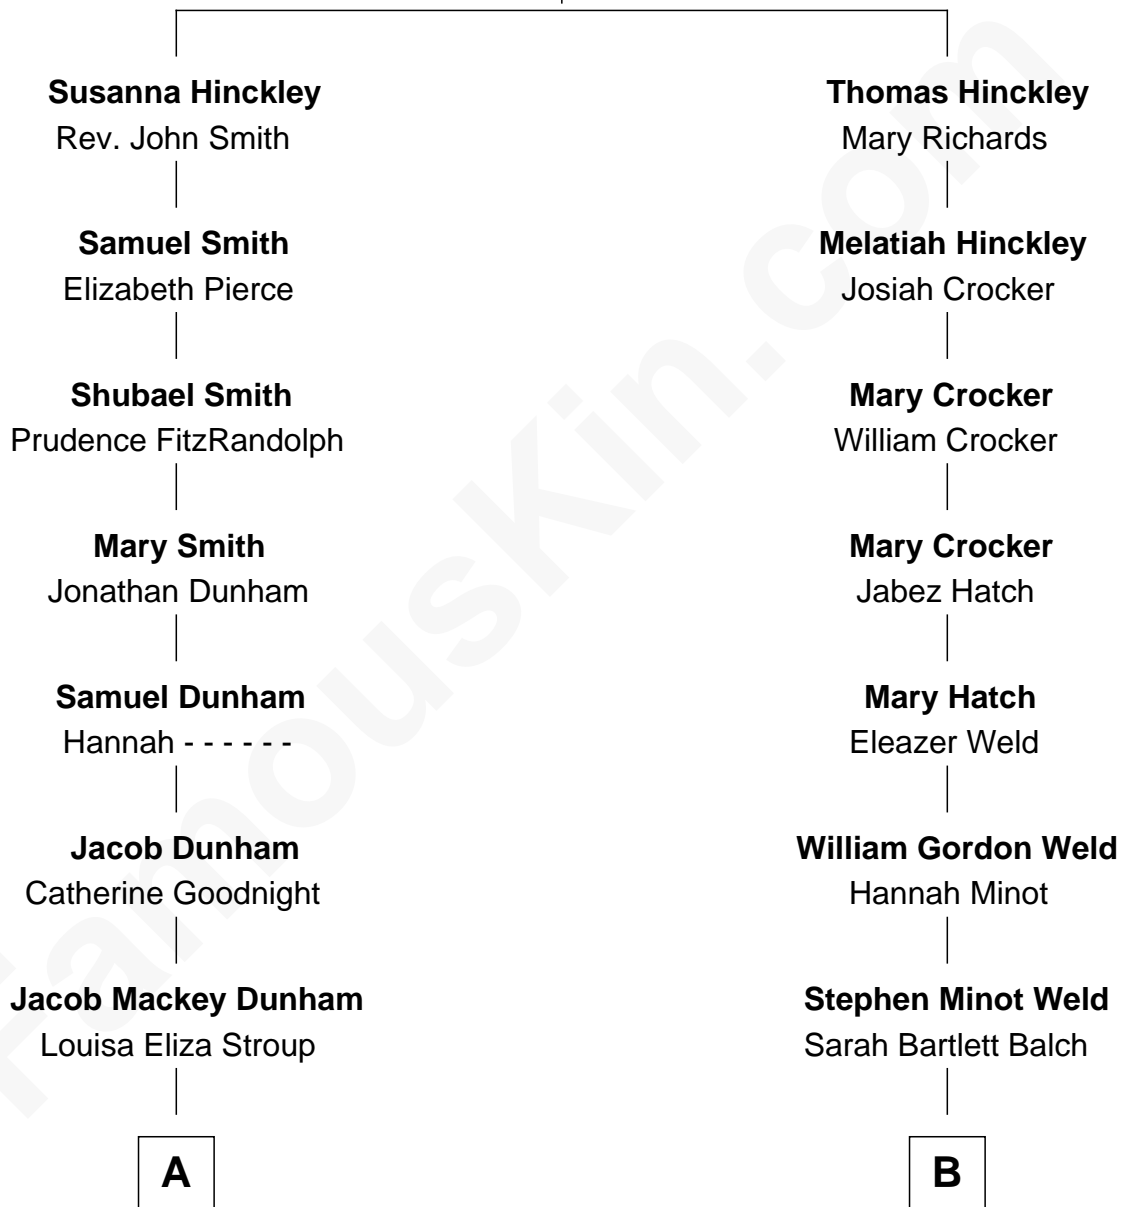 Susanna Hinckley
Rev. John Smith
Samuel Smith
Elizabeth Pierce
Shubael Smith
Prudence FitzRandolph
Mary Smith
Jonathan Dunham
Samuel Dunham
Hannah - - - - - -
Jacob Dunham
Catherine Goodnight
Jacob Mackey Dunham
Louisa Eliza Stroup
A
Thomas Hinckley
Mary Richards
Melatiah Hinckley
Josiah Crocker
Mary Crocker
William Crocker
Mary Crocker
Jabez Hatch
Mary Hatch
Eleazer Weld
William Gordon Weld
Hannah Minot
Stephen Minot Weld
Sarah Bartlett Balch
B
FamousKin.com